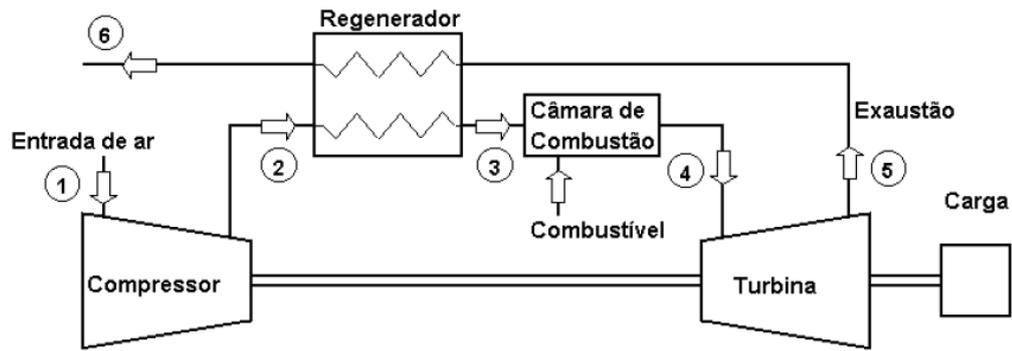 Regenerador
6
Entrada de ar
1
2
3
Câmara de
Combustão
Combustível
4
Exaustão
5
Carga
Compressor
Turbina